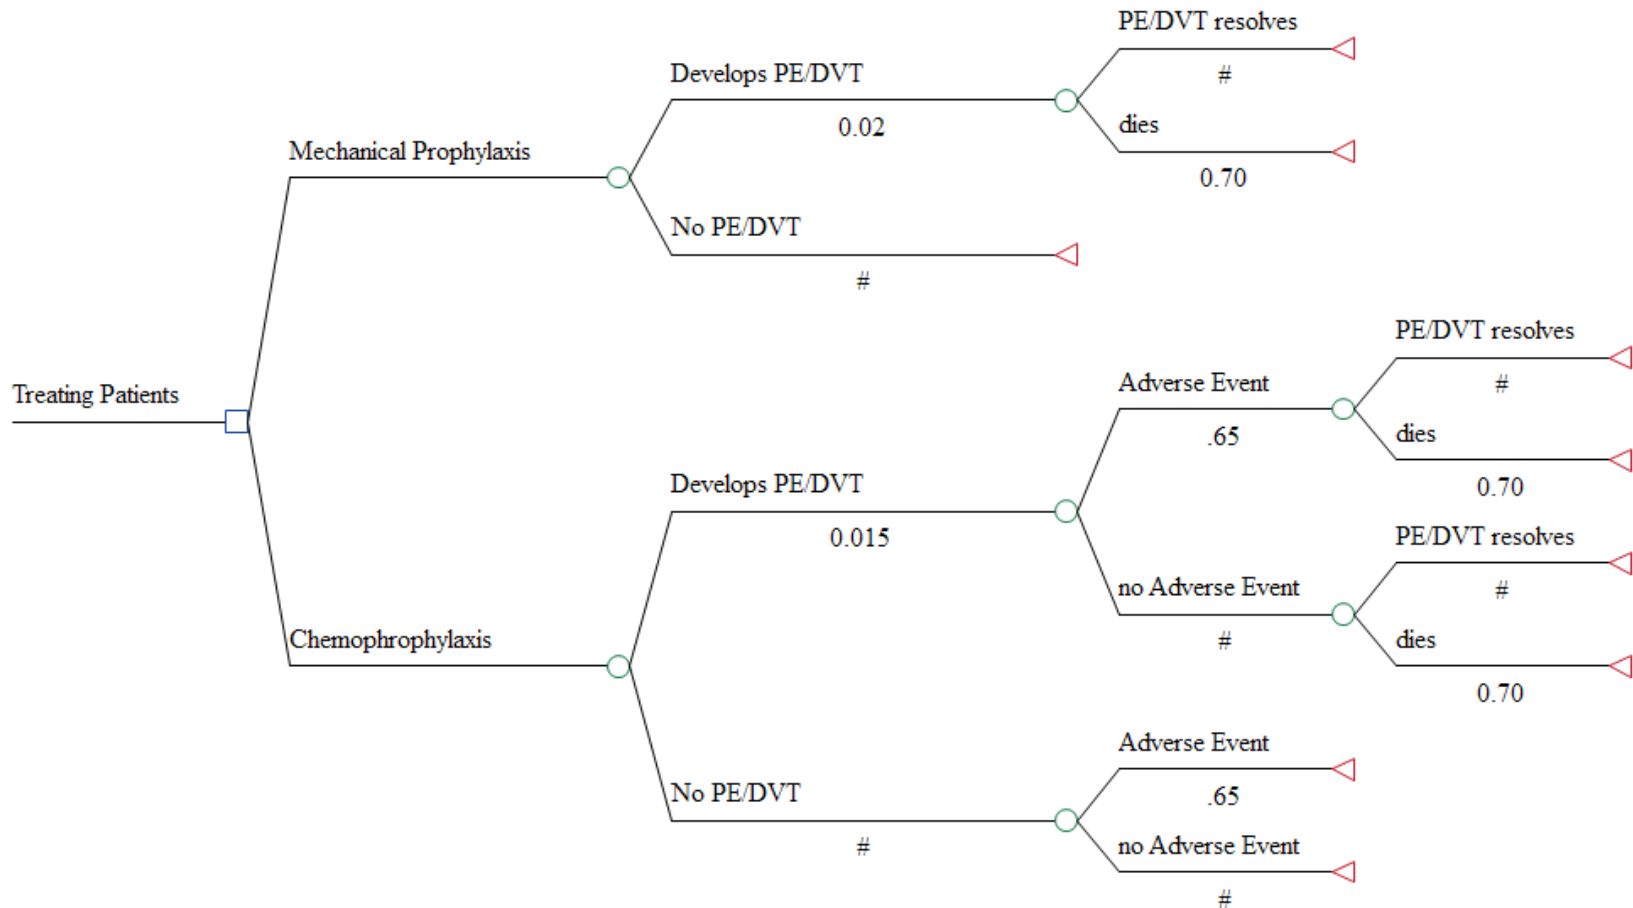 PE/DVT resolves
#
Develops PE/DVT
0.02
dies
0.70
Mechanical Prophylaxis
No PE/DVT
#
Treating Patients
PE/DVT resolves
#
Adverse Event
.65
dies
0.70
Develops PE/DVT
0.015
PE/DVT resolves
#
no Adverse Event
#
dies
0.70
Chemophrophylaxis
Adverse Event
.65
No PE/DVT
#
no Adverse Event
#